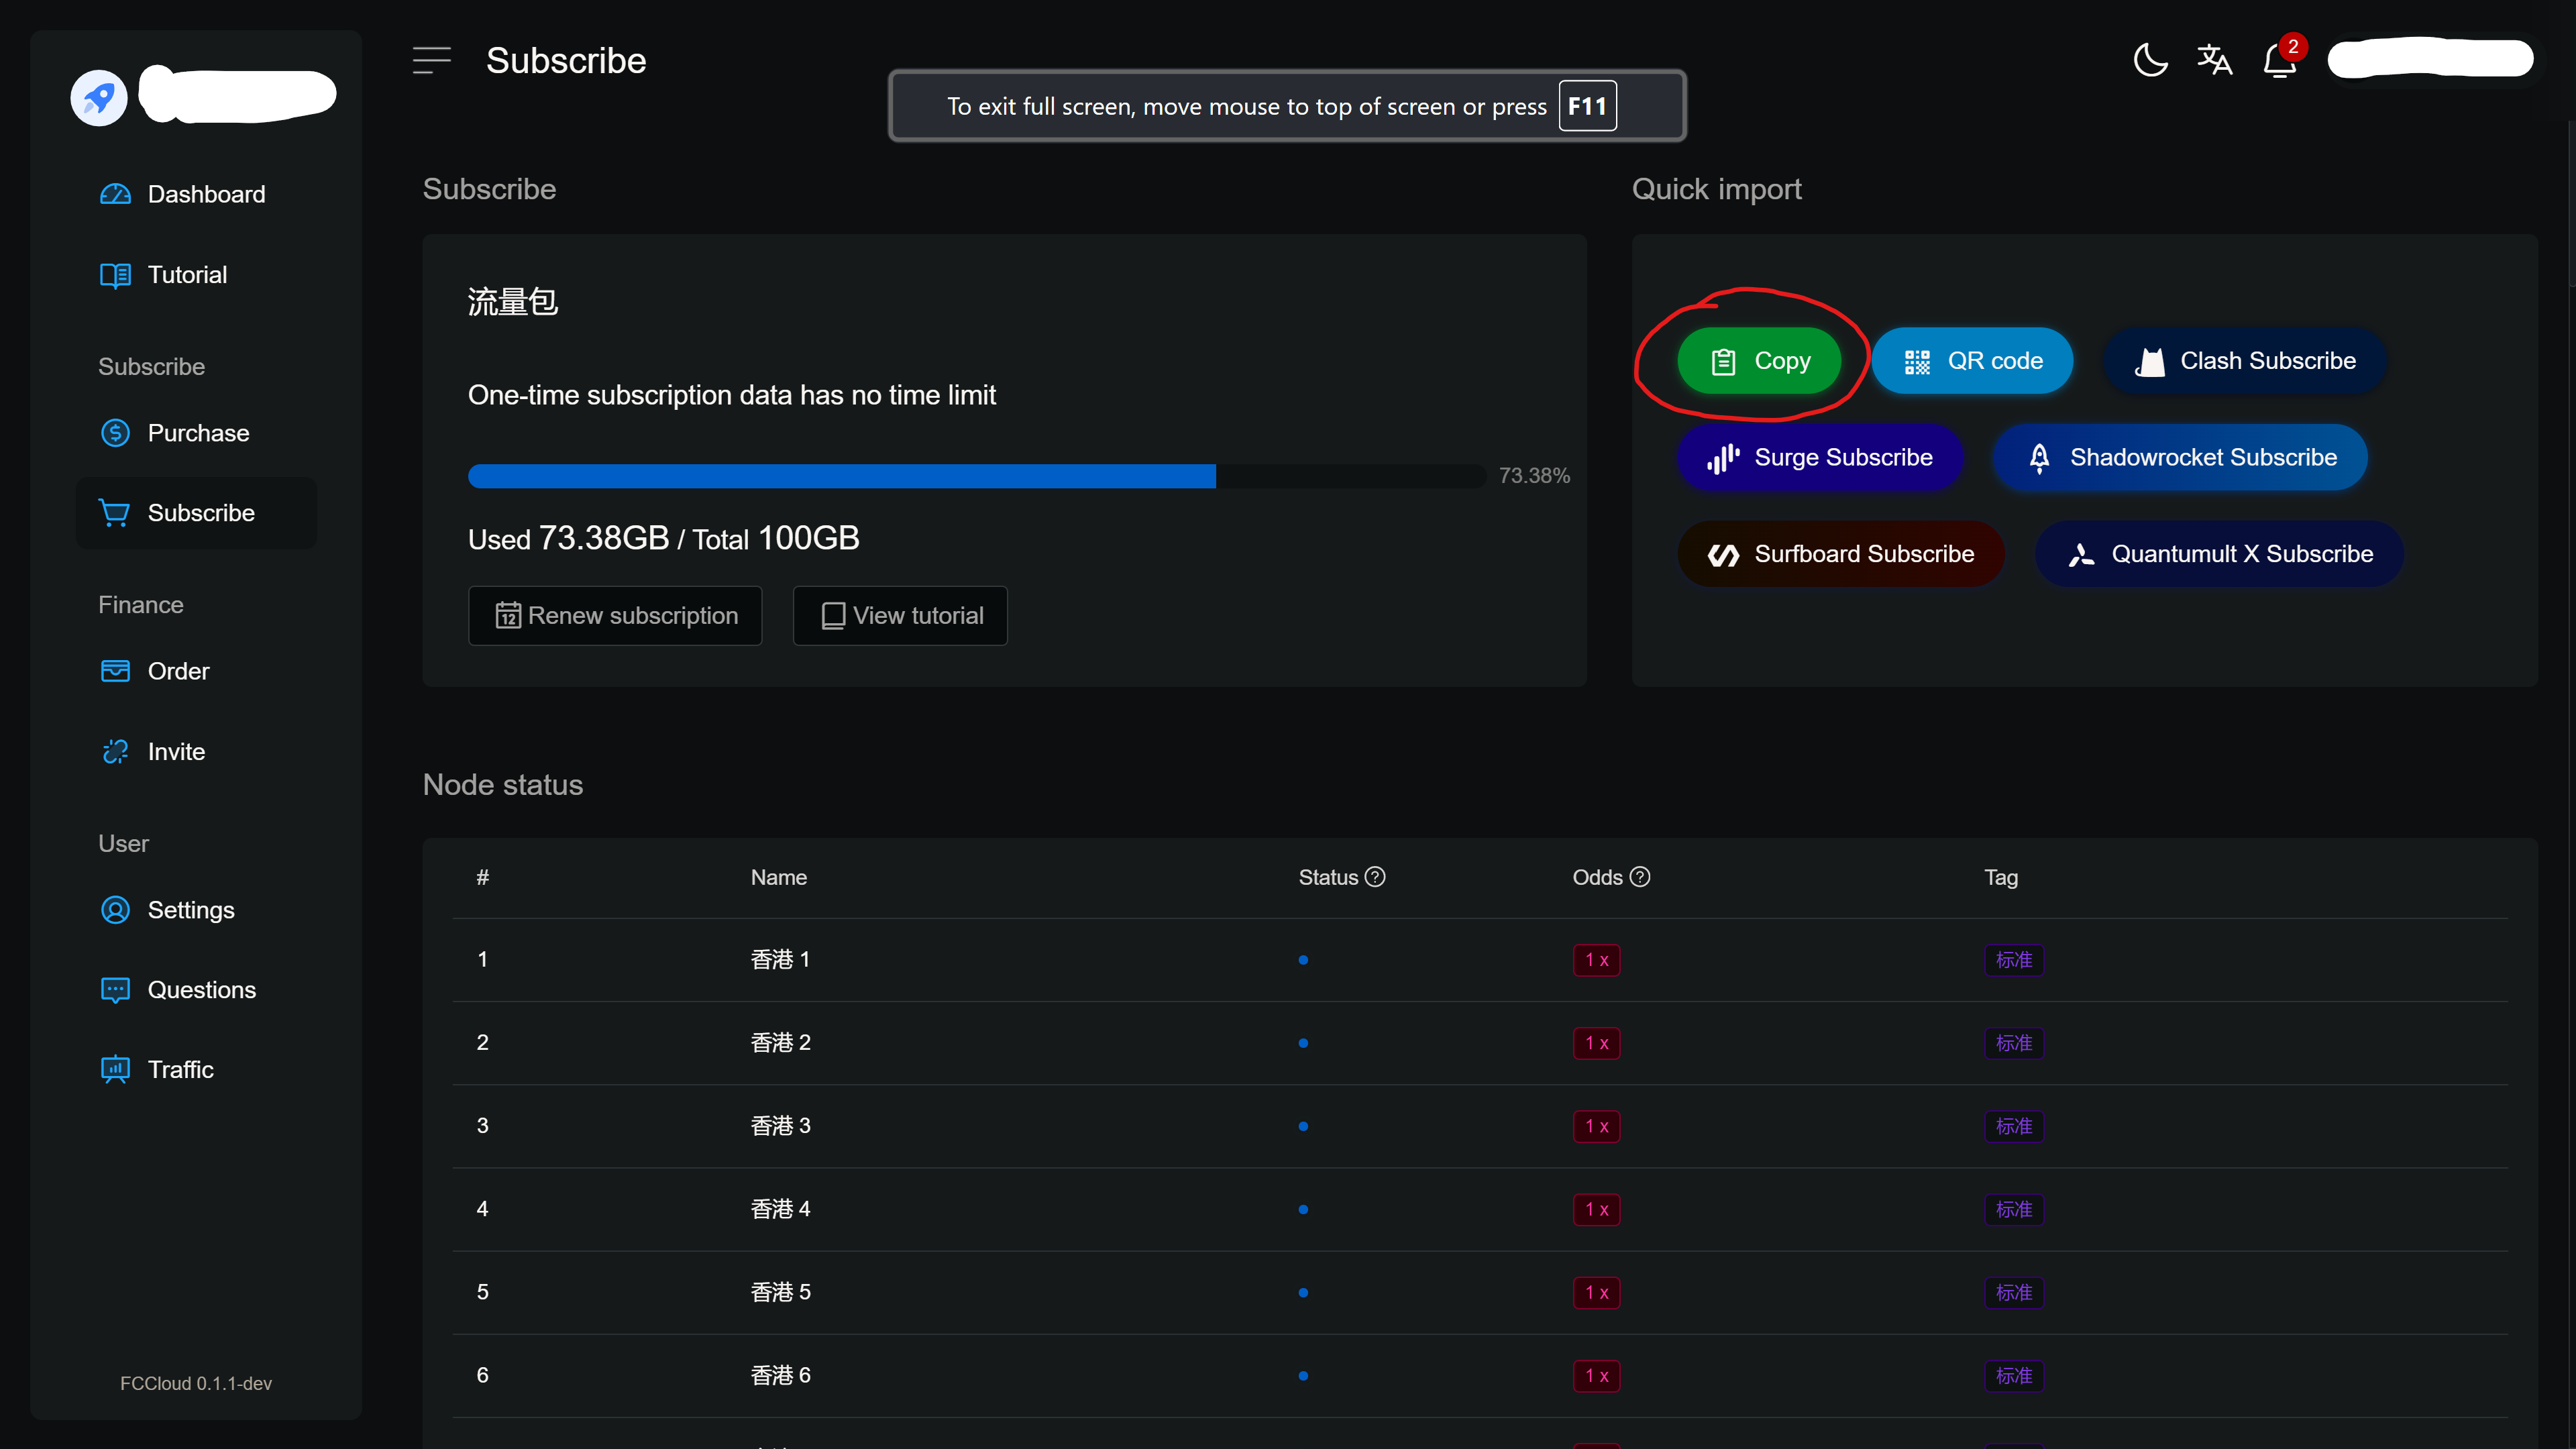 Subscribe
2
To exit full screen, move mouse to top of screen or press F11
Dashboard
Tutorial
Subscribe
Purchase
Subscribe
Finance
Order
Invite
User
Settings
Questions
Traffic
FCCloud 0.1.1-dev
Subscribe
流量包
One-time subscription data has no time limit
73.38%
Used 73.38GB / Total 100GB
12 Renew subscription
View tutorial
Quick import
Copy
QR code
Clash Subscribe
Surge Subscribe
Shadowrocket Subscribe
Surfboard Subscribe
Quantumult X Subscribe
Node status
# Name Status ? Odds ? Tag
1 香港 1 1 x 标准
2 香港 2 1 x 标准
3 香港 3 1 x 标准
4 香港 4 1 x 标准
5 香港 5 1 x 标准
6 香港 6 1 x 标准